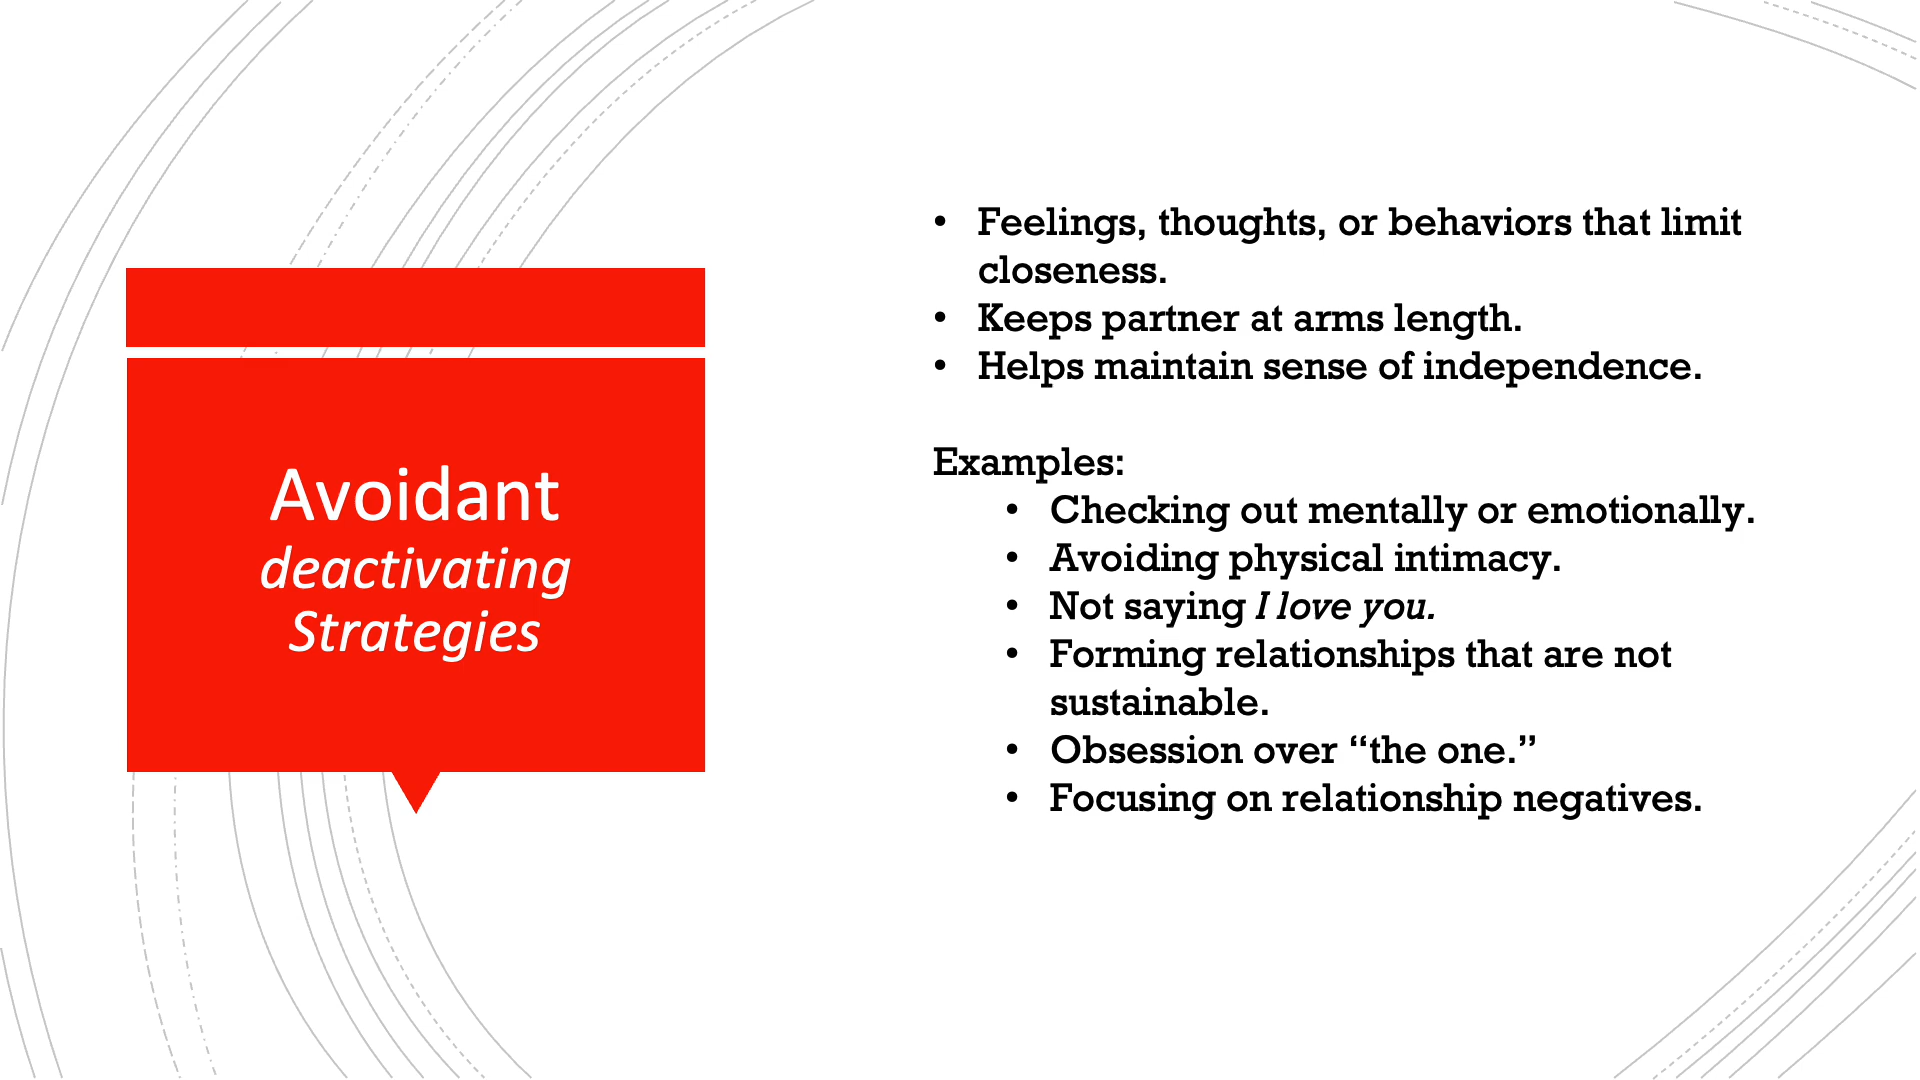 Avoidant
deactivating
Strategies
• Feelings, thoughts, or behaviors that limit
closeness.
• Keeps partner at arms length.
• Helps maintain sense of independence.
Examples:
• Checking out mentally or emotionally.
• Avoiding physical intimacy.
• Not saying I love you.
• Forming relationships that are not
sustainable.
• Obsession over “the one.”
• Focusing on relationship negatives.